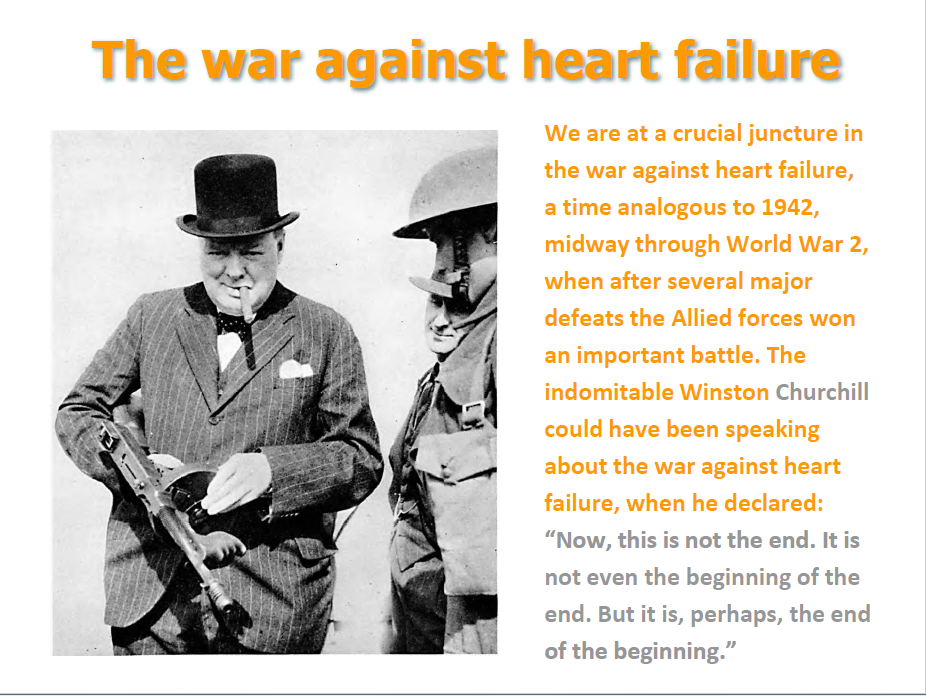 The war against heart failure
We are at a crucial juncture in
the war against heart failure,
a time analogous to 1942,
midway through World War 2,
when after several major
defeats the Allied forces won
an important battle. The
indomitable Winston Churchill
could have been speaking
about the war against heart
failure, when he declared:
“Now, this is not the end. It is
not even the beginning of the
end. But it is, perhaps, the end
of the beginning.”